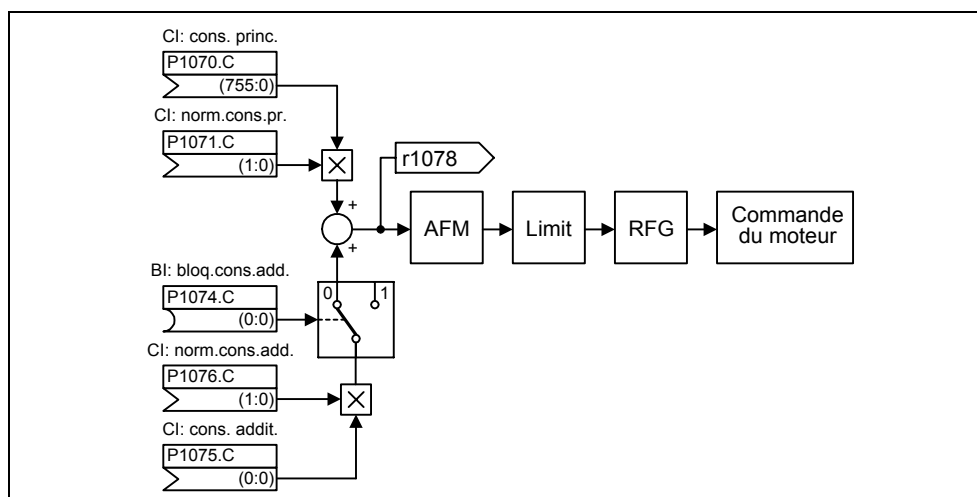 CI: cons. princ.
P1070.C
(755:0)
CI: norm.cons.pr.
P1071.C
(1:0)
r1078
+
+
AFM
Limit
RFG
Commande
du moteur
BI: bloq.cons.add.
P1074.C
(0:0)
0 1
CI: norm.cons.add.
P1076.C
(1:0)
CI: cons. addit.
P1075.C
(0:0)